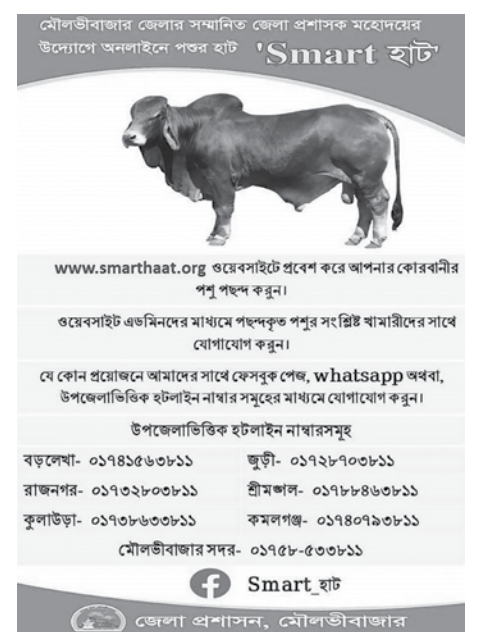 মৌলভীবাজার জেলার সম্মানিত জেলা প্রশাসক মহোদয়ের
উদ্যোগে অনলাইনে পশুর হাট 'Smart হাট'
www.smarthaat.org ওয়েবসাইটে প্রবেশ করে আপনার কোরবানীর
পশু পছন্দ করুন।
ওয়েবসাইট এডমিনদের মাধ্যমে পছন্দকৃত পশুর সংশ্লিষ্ট খামারীদের সাথে
যোগাযোগ করুন।
যে কোন প্রয়োজনে আমাদের সাথে ফেসবুক পেজ, whatsapp অথবা,
উপজেলাভিত্তিক হটলাইন নাম্বার সমূহের মাধ্যমে যোগাযোগ করুন।
উপজেলাভিত্তিক হটলাইন নাম্বারসমূহ
বড়লেখা- ০১৭৪১৫৬৩৮১১ জুড়ী- ০১৭২৮৭০৩৮১১
রাজনগর- ০১৭৩২৮০৩৮১১ শ্রীমঙ্গল- ০১৭৮৮৪৬৩৮১১
কুলাউড়া- ০১৭৩৮৬৩৩৮১১ কমলগঞ্জ- ০১৭৪০৭৯৩৮১১
মৌলভীবাজার সদর- ০১৭৫৮-৫৩৩৮১১
f Smart_হাট
জেলা প্রশাসন, মৌলভীবাজার